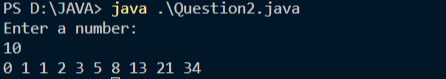 PS D:\JAVA> java .\Question2.java
Enter a number:
10
0 1 1 2 3 5 8 13 21 34